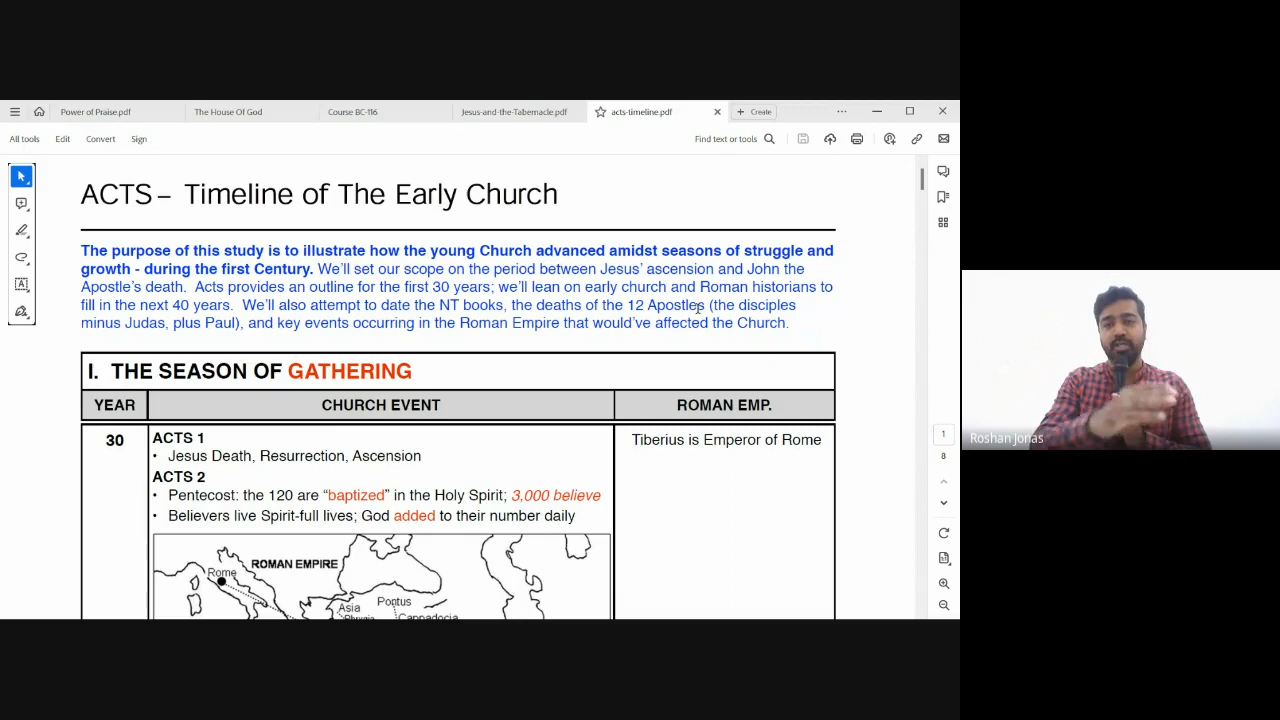 Power of Praise.pdf
The House Of God
Course BC-116
Jesus-and-the-Tabernacle.pdf
acts-timeline.pdf
Create
All tools
Edit
Convert
Sign
Find text or tools
ACTS – Timeline of The Early Church
The purpose of this study is to illustrate how the young Church advanced amidst seasons of struggle and
growth - during the first Century. We'll set our scope on the period between Jesus' ascension and John the
Apostle's death. Acts provides an outline for the first 30 years; we'll lean on early church and Roman historians to
fill in the next 40 years. We'll also attempt to date the NT books, the deaths of the 12 Apostles (the disciples
minus Judas, plus Paul), and key events occurring in the Roman Empire that would've affected the Church.
I. THE SEASON OF GATHERING
YEAR CHURCH EVENT ROMAN EMP.
30 ACTS 1 Tiberius is Emperor of Rome
• Jesus Death, Resurrection, Ascension
ACTS 2
• Pentecost: the 120 are “baptized” in the Holy Spirit; 3,000 believe
• Believers live Spirit-full lives; God added to their number daily
ROMAN EMPIRE
Rome
Asia
Pontus
Phrygia
Cappadocia
1
8
Roshan Jonas